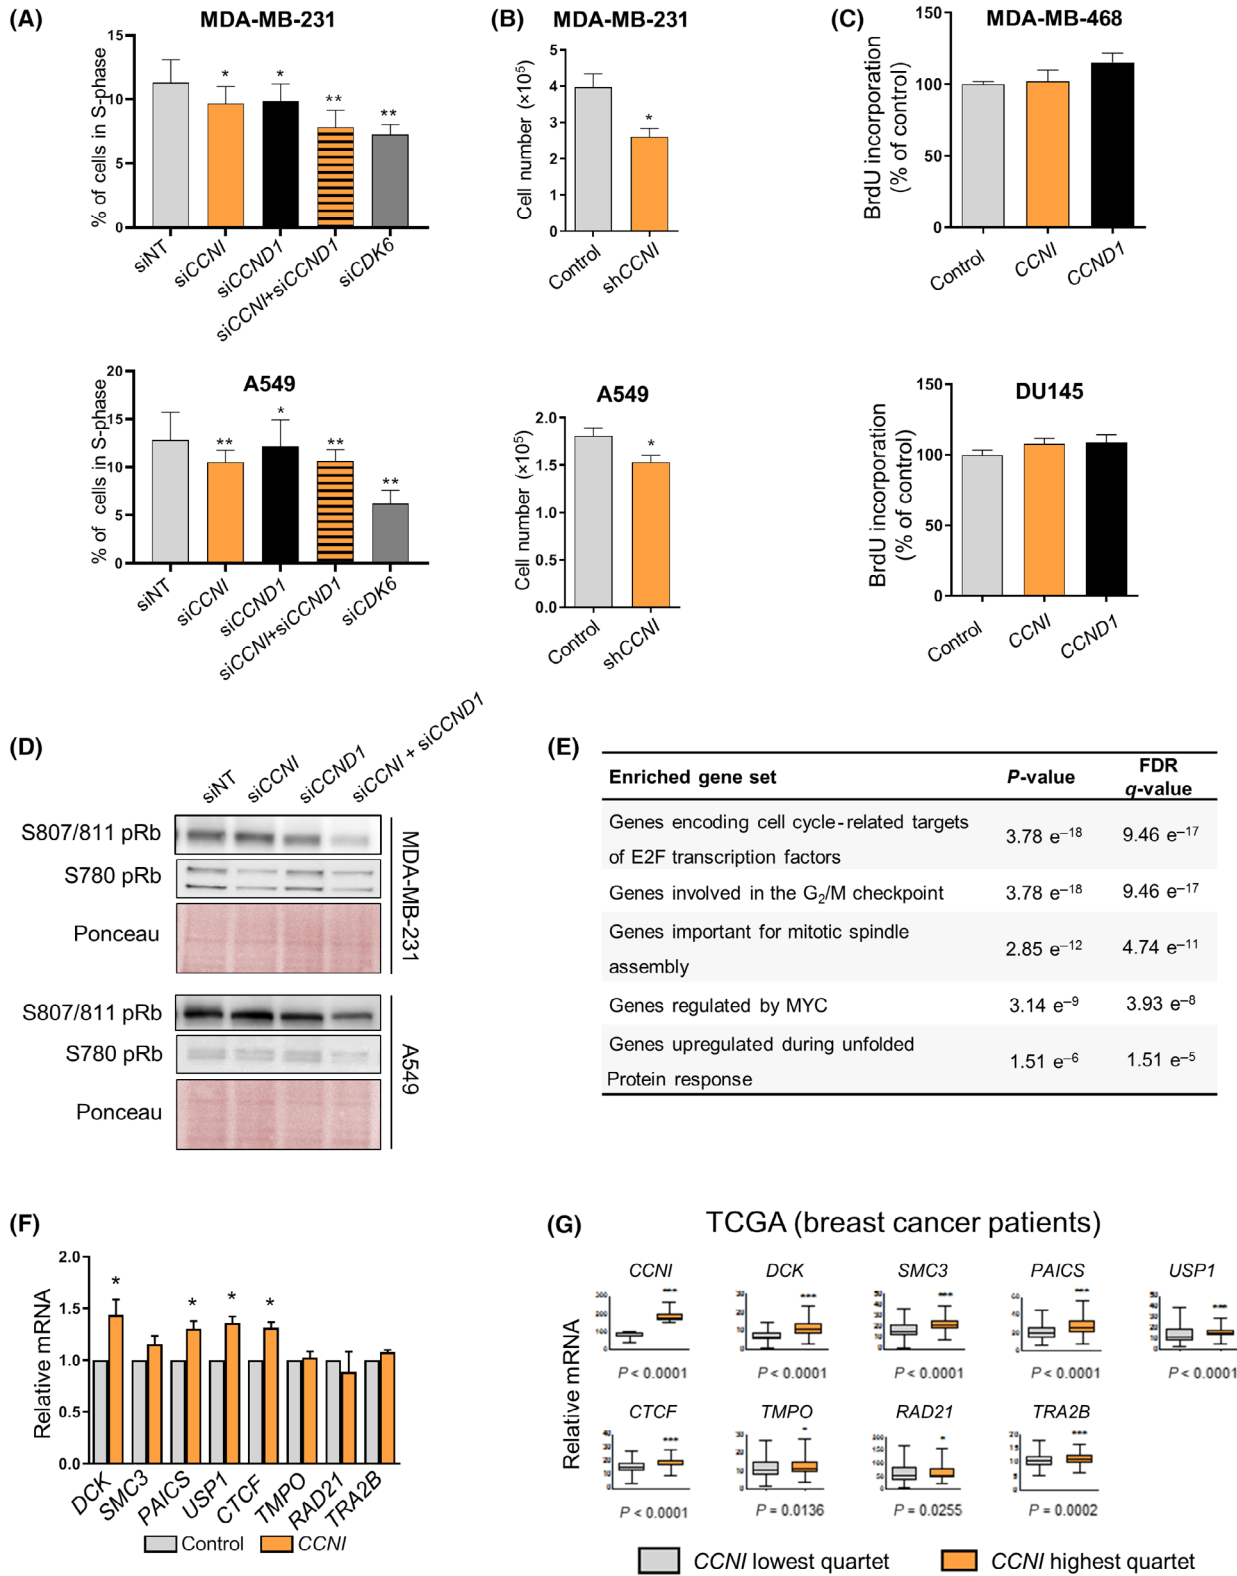 (A)
MDA-MB-231
% of cells in S-phase
15
10
5
0
*
*
**
**
siNT
siCCNI
siCCND1
siCCNI+siCCND1
siCDK6
A549
% of cells in S-phase
20
15
10
5
0
**
*
**
**
siNT
siCCNI
siCCND1
siCCNI+siCCND1
siCDK6
(B)
MDA-MB-231
Cell number (×10⁵)
5
4
3
2
1
0
*
Control
shCCNI
A549
Cell number (×10⁵)
2.0
1.5
1.0
0.5
0.0
*
Control
shCCNI
(C)
MDA-MB-468
BrdU incorporation
(% of control)
150
100
50
0
Control
CCNI
CCND1
DU145
BrdU incorporation
(% of control)
150
100
50
0
Control
CCNI
CCND1
(D)
siNT
siCCNI
siCCND1
siCCNI + siCCND1
S807/811 pRb
S780 pRb
Ponceau
MDA-MB-231
S807/811 pRb
S780 pRb
Ponceau
A549
(E)
Enriched gene set P-value FDR
q-value
Genes encoding cell cycle-related targets
of E2F transcription factors 3.78 e⁻¹⁸ 9.46 e⁻¹⁷
Genes involved in the G₂/M checkpoint 3.78 e⁻¹⁸ 9.46 e⁻¹⁷
Genes important for mitotic spindle
assembly 2.85 e⁻¹² 4.74 e⁻¹¹
Genes regulated by MYC 3.14 e⁻⁹ 3.93 e⁻⁸
Genes upregulated during unfolded
Protein response 1.51 e⁻⁶ 1.51 e⁻⁵
(F)
Relative mRNA
2.0
1.5
1.0
0.5
0.0
*
*
*
*
DCK
SMC3
PAICS
USP1
CTCF
TMPO
RAD21
TRA2B
Control CCNI
(G)
TCGA (breast cancer patients)
Relative mRNA
CCNI DCK SMC3 PAICS USP1
*** *** *** *** ***
P < 0.0001 P < 0.0001 P < 0.0001 P < 0.0001 P < 0.0001
CTCF TMPO RAD21 TRA2B
*** * * ***
P < 0.0001 P = 0.0136 P = 0.0255 P = 0.0002
CCNI lowest quartet CCNI highest quartet